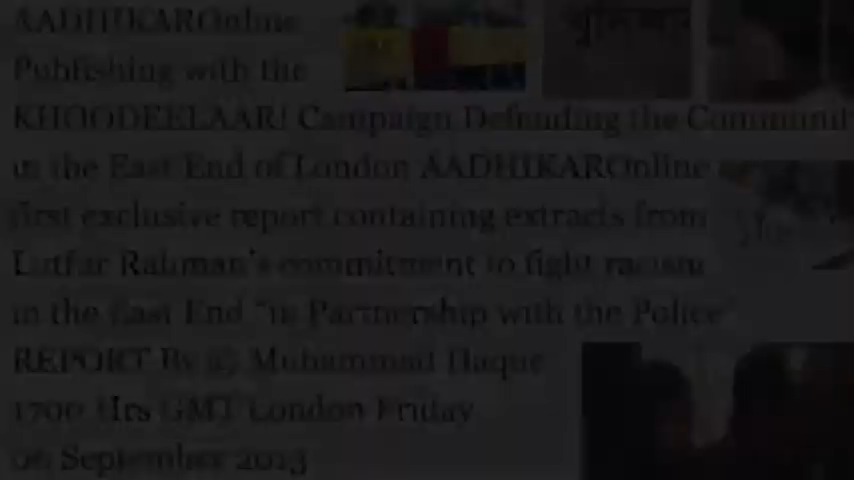 AADHIKAROnline
Publishing with the
KHOODEELAAR! Campaign Defending the Communit
in the East End of London AADHIKAROnline
first exclusive report containing extracts from
Lutfur Rahman's commitment to fight racism
in the East End "in Partnership with the Police"
REPORT By © Muhammad Haque
1700 Hrs GMT London Friday
06 September 2013